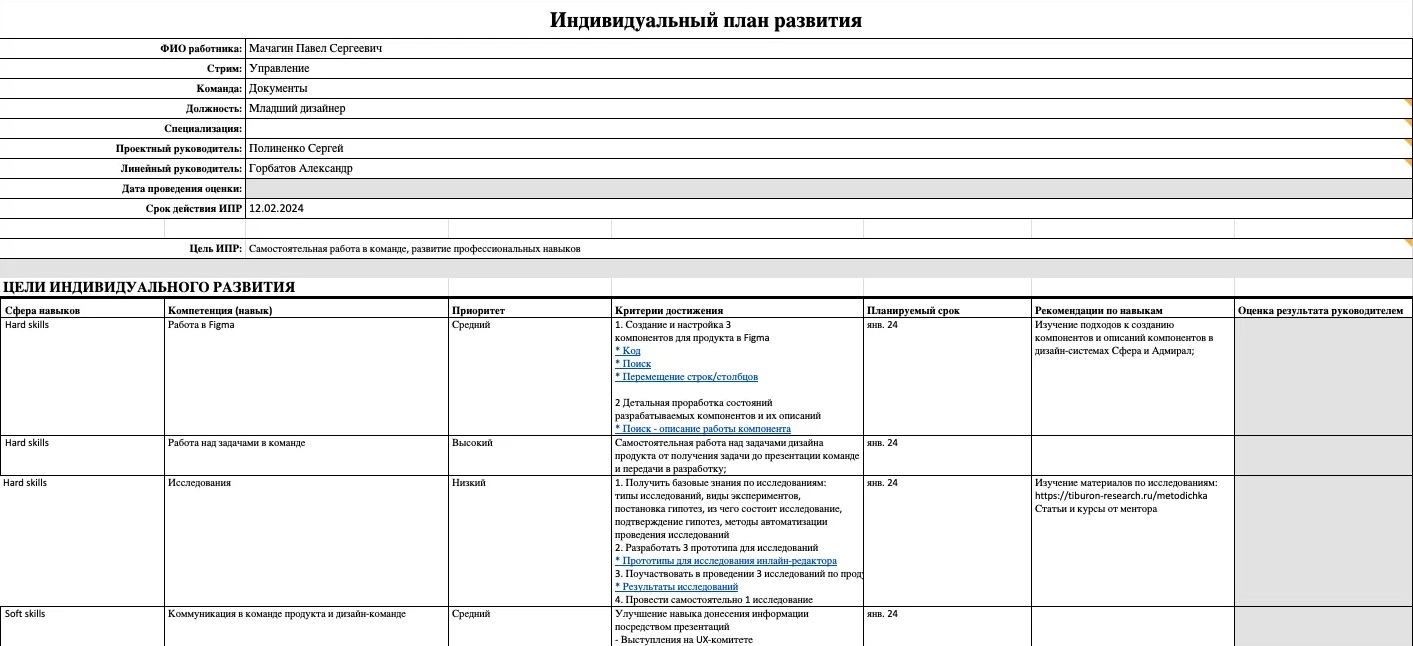 Индивидуальный план развития
ФИО работника: Мачагин Павел Сергеевич
Стрим: Управление
Команда: Документы
Должность: Младший дизайнер
Специализация:
Проектный руководитель: Полиненко Сергей
Линейный руководитель: Горбатов Александр
Дата проведения оценки:
Срок действия ИПР 12.02.2024
Цель ИПР: Самостоятельная работа в команде, развитие профессиональных навыков
ЦЕЛИ ИНДИВИДУАЛЬНОГО РАЗВИТИЯ
Сфера навыков Компетенция (навык) Приоритет Критерии достижения Планируемый срок Рекомендации по навыкам Оценка результата руководителем
Hard skills Работа в Figma Средний 1. Создание и настройка 3 янв. 24 Изучение подходов к созданию
компонентов для продукта в Figma компонентов и описаний компонентов в
* Код дизайн-системах Сфера и Адмирал;
* Поиск
* Перемещение строк/столбцов
2 Детальная проработка состояний
разрабатываемых компонентов и их описаний
* Поиск - описание работы компонента
Hard skills Работа над задачами в команде Высокий Самостоятельная работа над задачами дизайна янв. 24
продукта от получения задачи до презентации команде
и передачи в разработку;
Hard skills Исследования Низкий 1. Получить базовые знания по исследованиям: янв. 24 Изучение материалов по исследованиям:
типы исследований, виды экспериментов, https://tiburon-research.ru/metodichka
постановка гипотез, из чего состоит исследование, Статьи и курсы от ментора
подтверждение гипотез, методы автоматизации
проведения исследований
2. Разработать 3 прототипа для исследований
* Прототипы для исследования инлайн-редактора
3. Поучаствовать в проведении 3 исследований по прод
* Результаты исследований
4. Провести самостоятельно 1 исследование
Soft skills Коммуникация в команде продукта и дизайн-команде Средний Улучшение навыка донесения информации янв. 24
посредством презентаций
- Выступления на UX-комитете